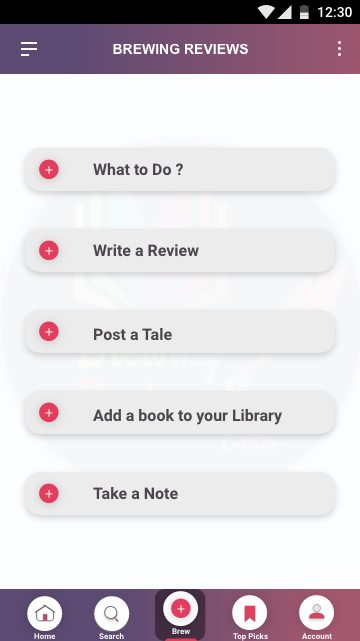 12:30
BREWING REVIEWS
What to Do ?
Write a Review
Post a Tale
Add a book to your Library
Take a Note
Home
Search
Brew
Top Picks
Account